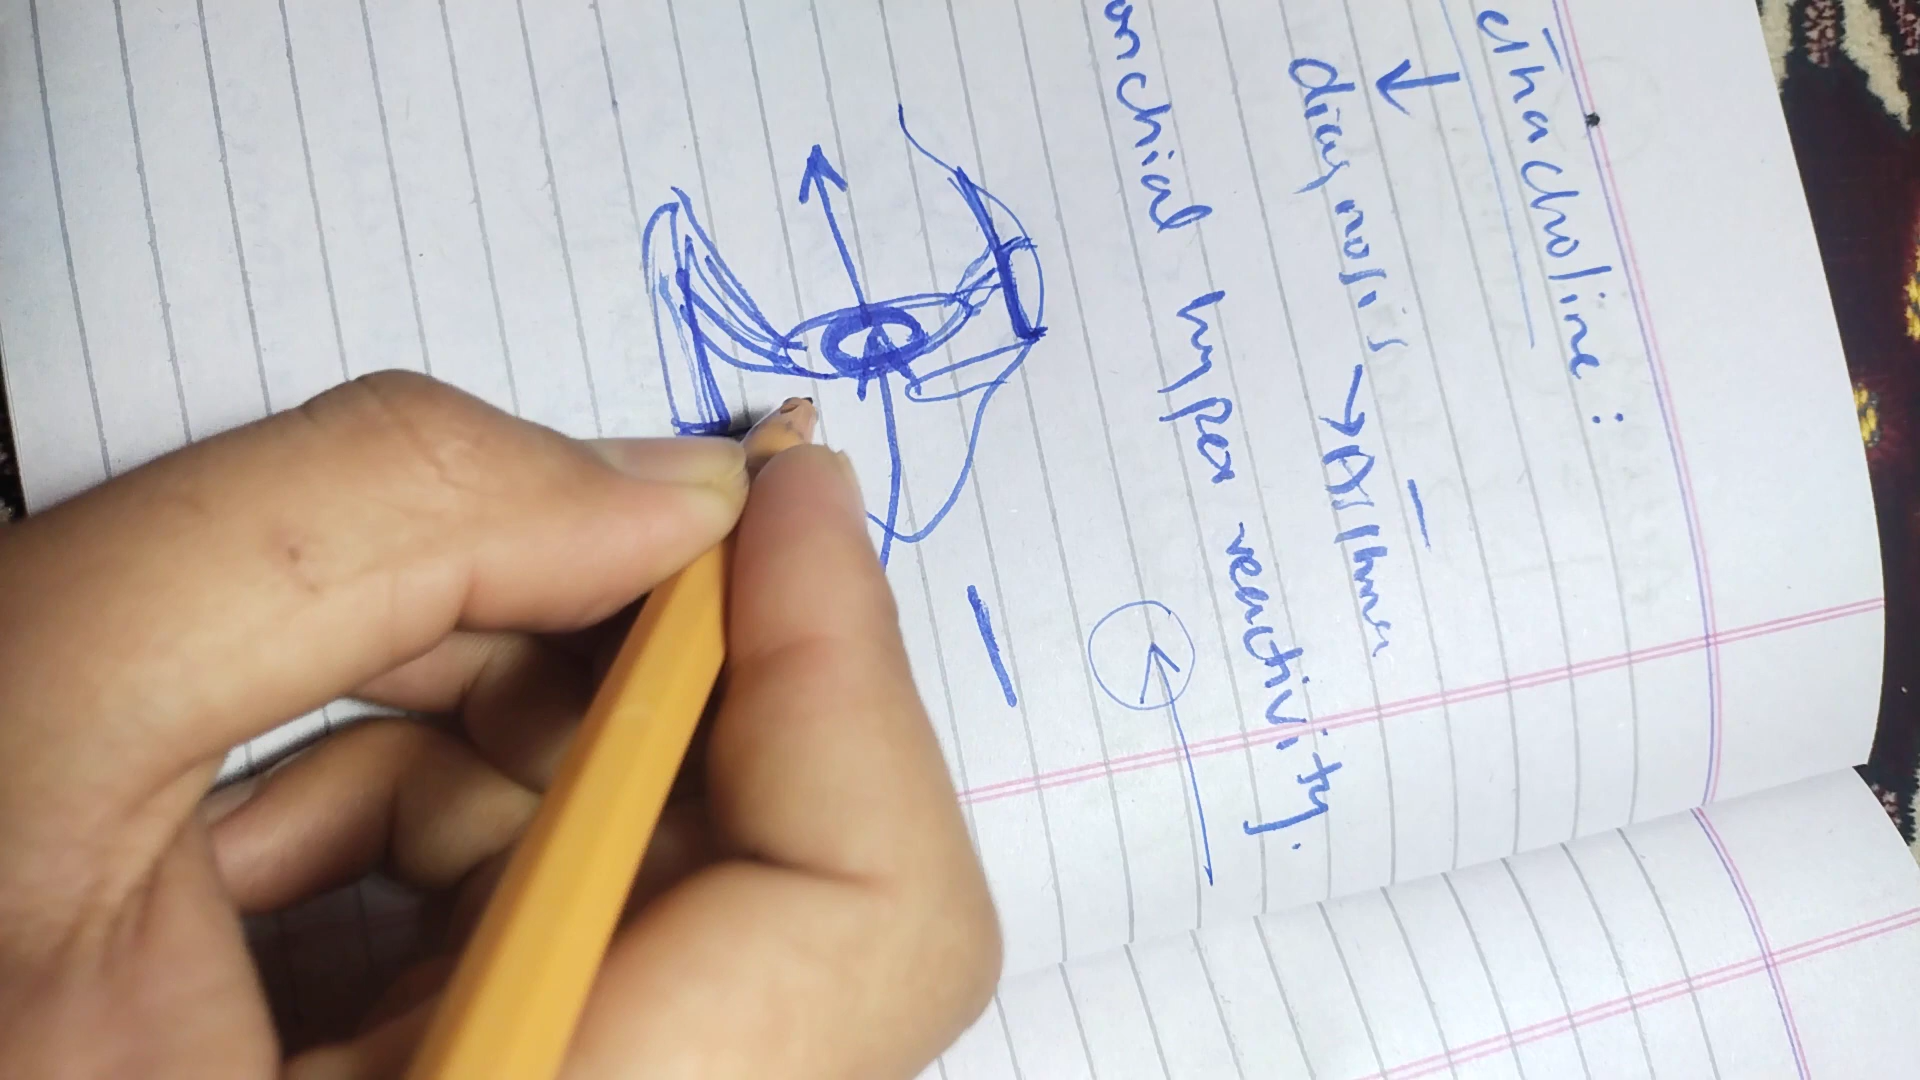 ethacholine:
↓
diagnosis → Asthma
onchial hyper reactivity.